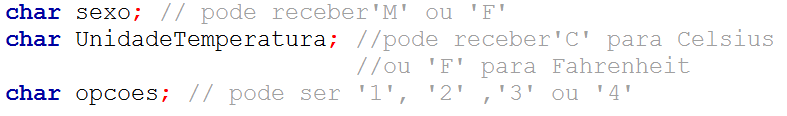 char sexo; // pode receber'M' ou 'F'
char UnidadeTemperatura; //pode receber'C' para Celsius
//ou 'F' para Fahrenheit
char opcoes; // pode ser '1', '2' ,'3' ou '4'